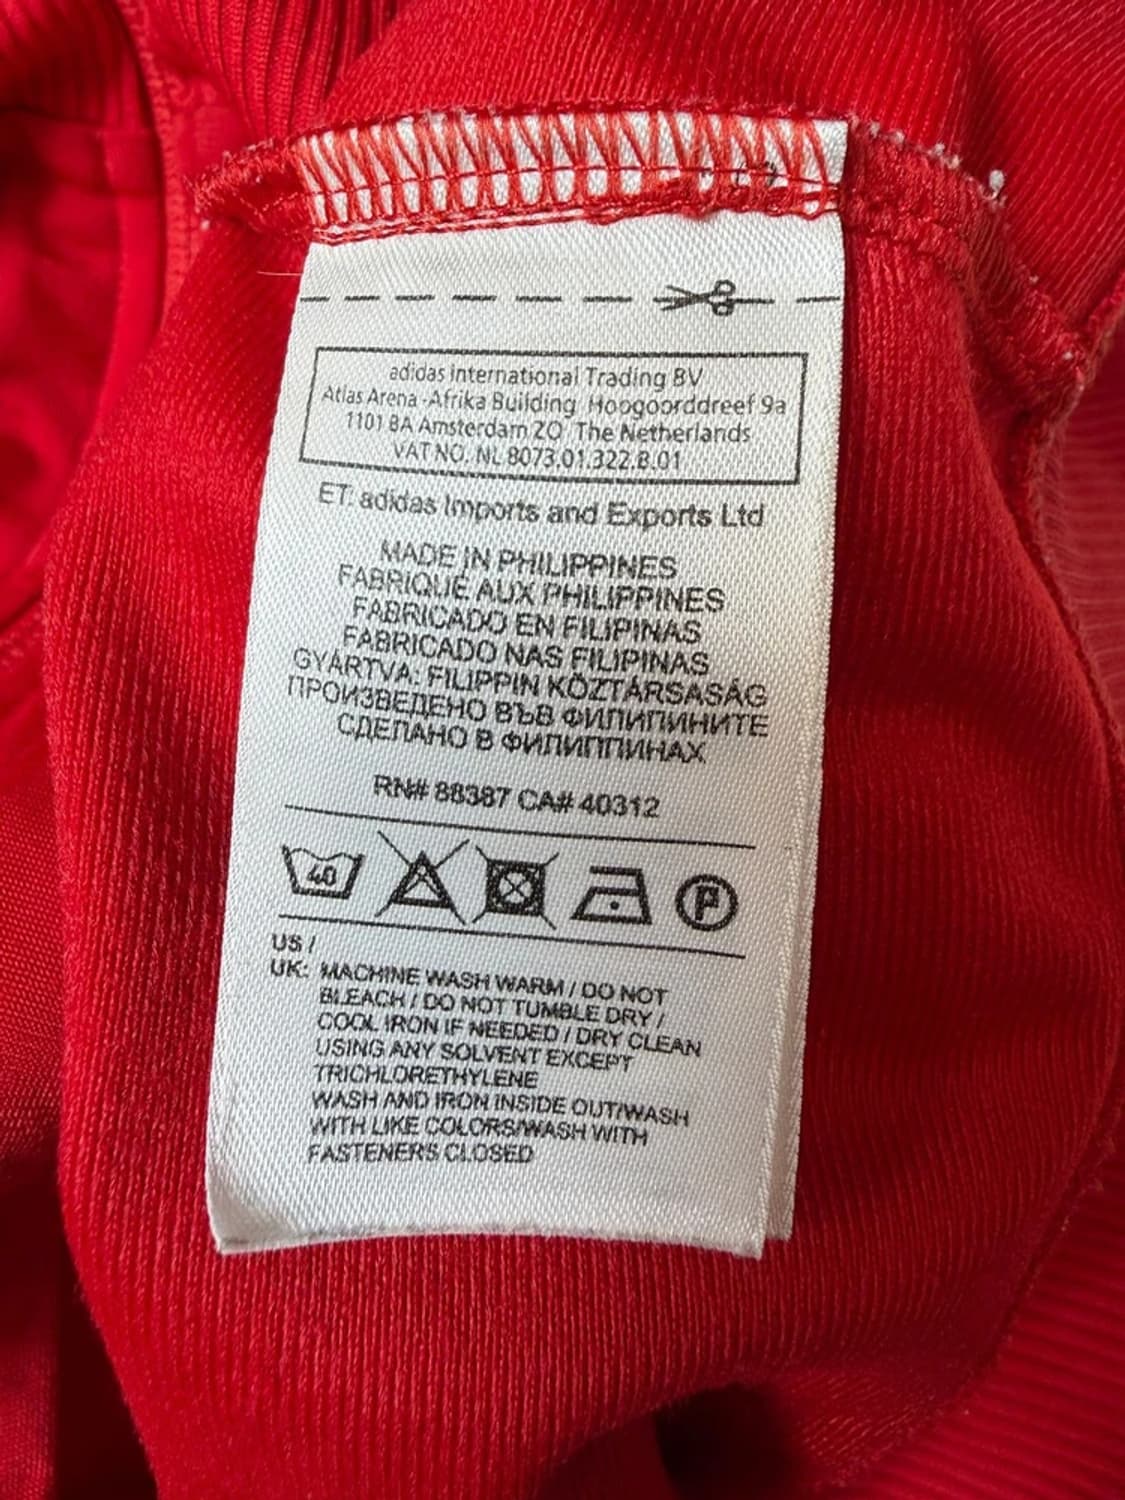 adidas International Trading BV
Atlas Arena -Afrika Building Hoogoorddreef 9a
1101 BA Amsterdam ZO The Netherlands
VAT NO. NL 8073.01.322.B.01
ET: adidas Imports and Exports Ltd
MADE IN PHILIPPINES
FABRIQUÉ AUX PHILIPPINES
FABRICADO EN FILIPINAS
FABRICADO NAS FILIPINAS
GYÁRTVA: FILIPPIN KÖZTÁRSASÁG
ПРОИЗВЕДЕНО ВЪВ ФИЛИПИНИТЕ
СДЕЛАНО В ФИЛИППИНАХ
RN# 88387 CA# 40312
40 P
US /
UK: MACHINE WASH WARM / DO NOT
BLEACH / DO NOT TUMBLE DRY /
COOL IRON IF NEEDED / DRY CLEAN
USING ANY SOLVENT EXCEPT
TRICHLORETHYLENE
WASH AND IRON INSIDE OUT/WASH
WITH LIKE COLORS/WASH WITH
FASTENERS CLOSED